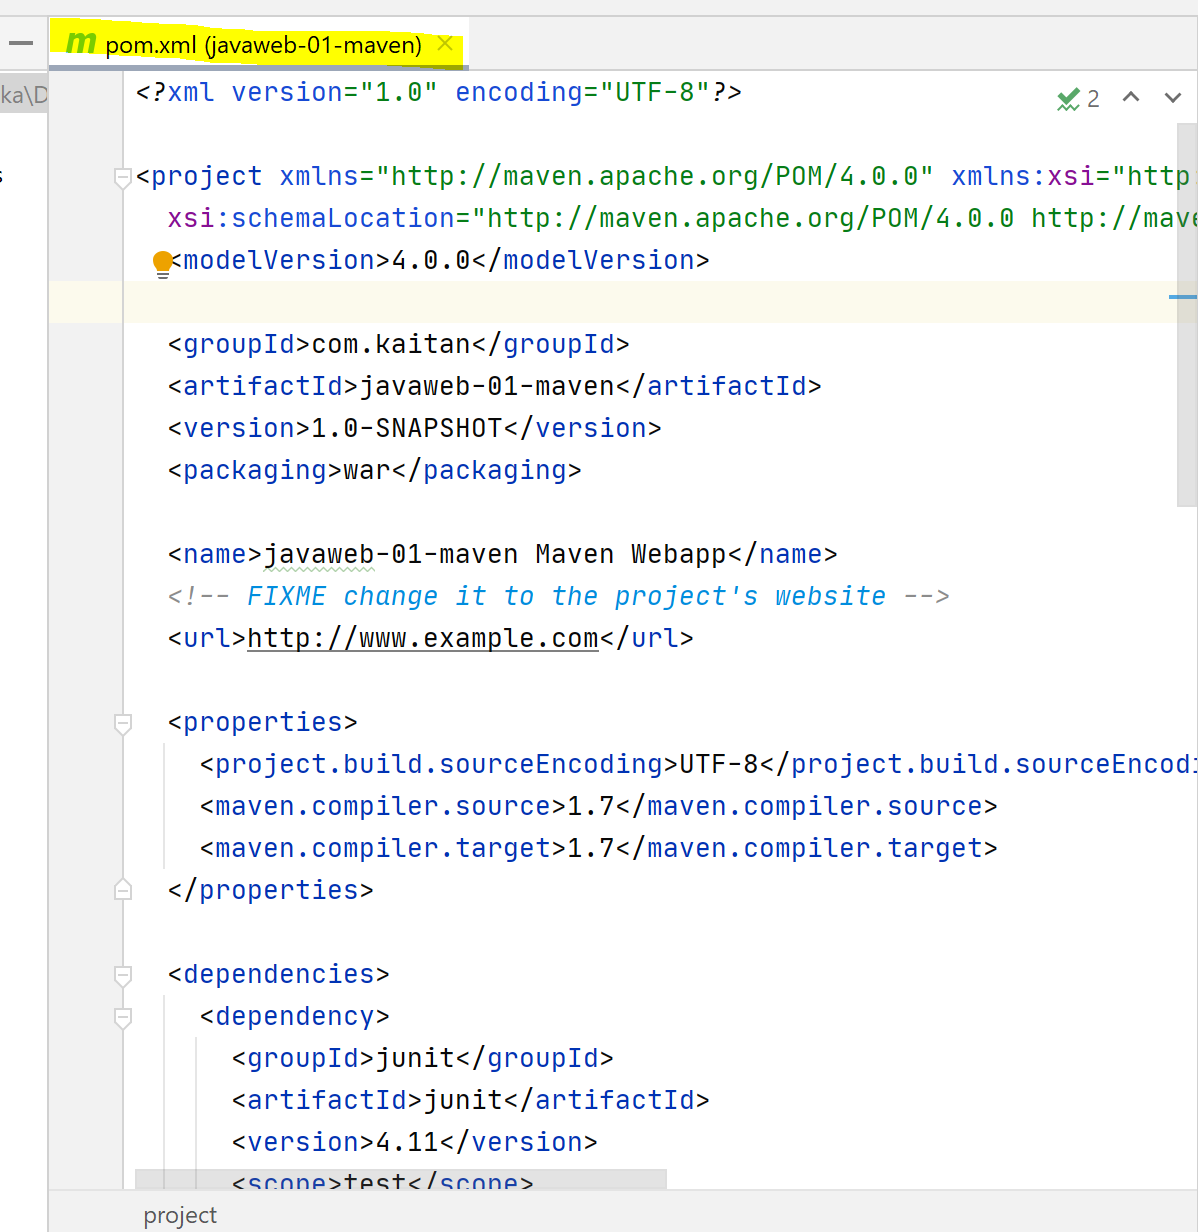 m pom.xml (javaweb-01-maven)
ka\D
<?xml version="1.0" encoding="UTF-8"?>
2
<project xmlns="http://maven.apache.org/POM/4.0.0" xmlns:xsi="http
xsi:schemaLocation="http://maven.apache.org/POM/4.0.0 http://mave
<modelVersion>4.0.0</modelVersion>
<groupId>com.kaitan</groupId>
<artifactId>javaweb-01-maven</artifactId>
<version>1.0-SNAPSHOT</version>
<packaging>war</packaging>
<name>javaweb-01-maven Maven Webapp</name>
<!-- FIXME change it to the project's website -->
<url>http://www.example.com</url>
<properties>
<project.build.sourceEncoding>UTF-8</project.build.sourceEncodi
<maven.compiler.source>1.7</maven.compiler.source>
<maven.compiler.target>1.7</maven.compiler.target>
</properties>
<dependencies>
<dependency>
<groupId>junit</groupId>
<artifactId>junit</artifactId>
<version>4.11</version>
<scope>test</scope>
project